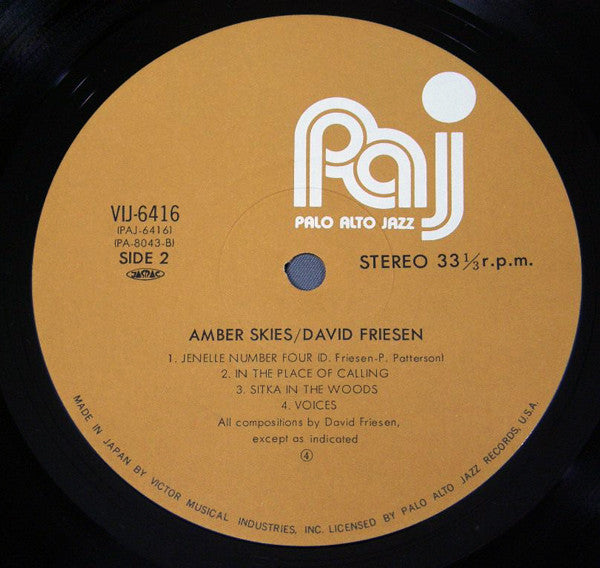 Paj
PALO ALTO JAZZ
VIJ-6416
(PAJ-6416)
(PA-8043-B)
SIDE 2
JASRAC
STEREO 33 1/3 r.p.m.
AMBER SKIES/DAVID FRIESEN
1. JENELLE NUMBER FOUR (D. Friesen-P. Patterson)
2. IN THE PLACE OF CALLING
3. SITKA IN THE WOODS
4. VOICES
All compositions by David Friesen,
except as indicated
④
MADE IN JAPAN BY VICTOR MUSICAL INDUSTRIES, INC. LICENSED BY PALO ALTO JAZZ RECORDS, U.S.A.